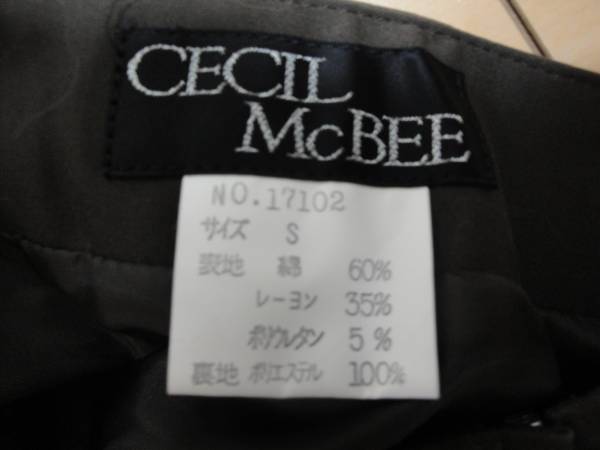 CECIL
McBEE
NO.17102
サイズ S
表地 綿 60%
レーヨン 35%
ポリウレタン 5%
裏地 ポリエステル 100%